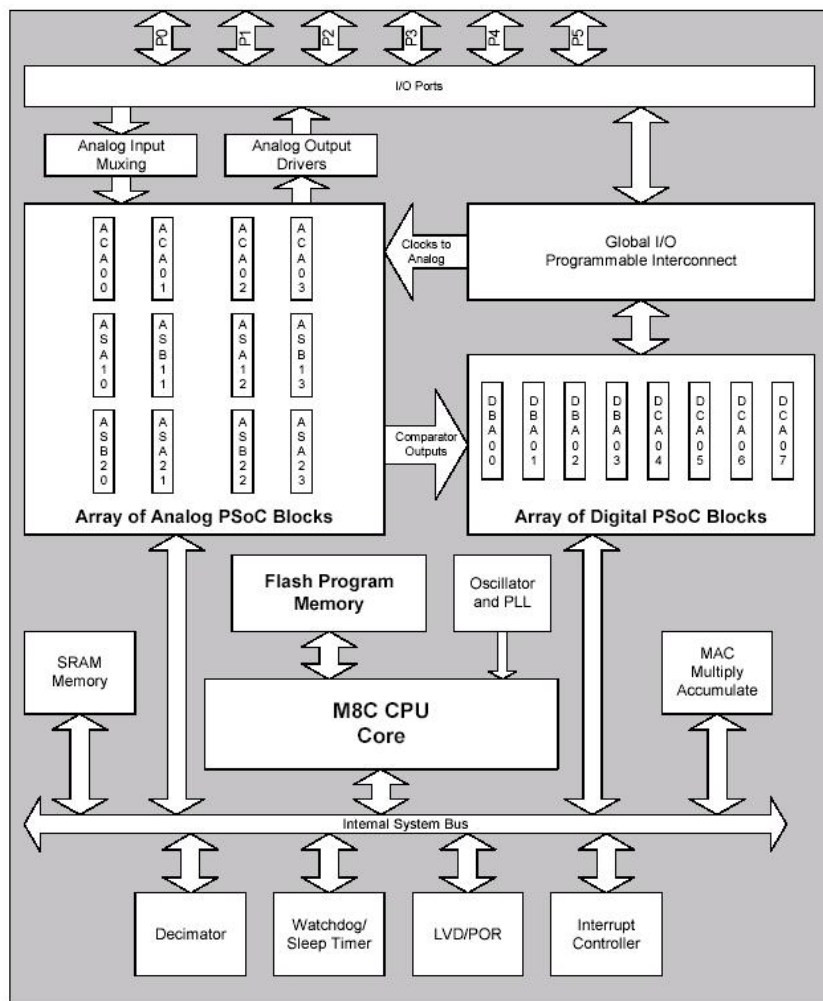 P0
P1
P2
P3
P4
P5
I/O Ports
Analog Input
Muxing
Analog Output
Drivers
ACA00
ACA01
ACA02
ACA03
Clocks to
Analog
Global I/O
Programmable Interconnect
ASA10
ASB11
ASA12
ASB13
ASB20
ASA21
ASB22
ASA23
Comparator
Outputs
DBA00
DBA01
DBA02
DBA03
DCA04
DCA05
DCA06
DCA07
Array of Analog PSoC Blocks
Array of Digital PSoC Blocks
Flash Program
Memory
Oscillator
and PLL
SRAM
Memory
M8C CPU
Core
MAC
Multiply
Accumulate
Internal System Bus
Decimator
Watchdog/
Sleep Timer
LVD/POR
Interrupt
Controller